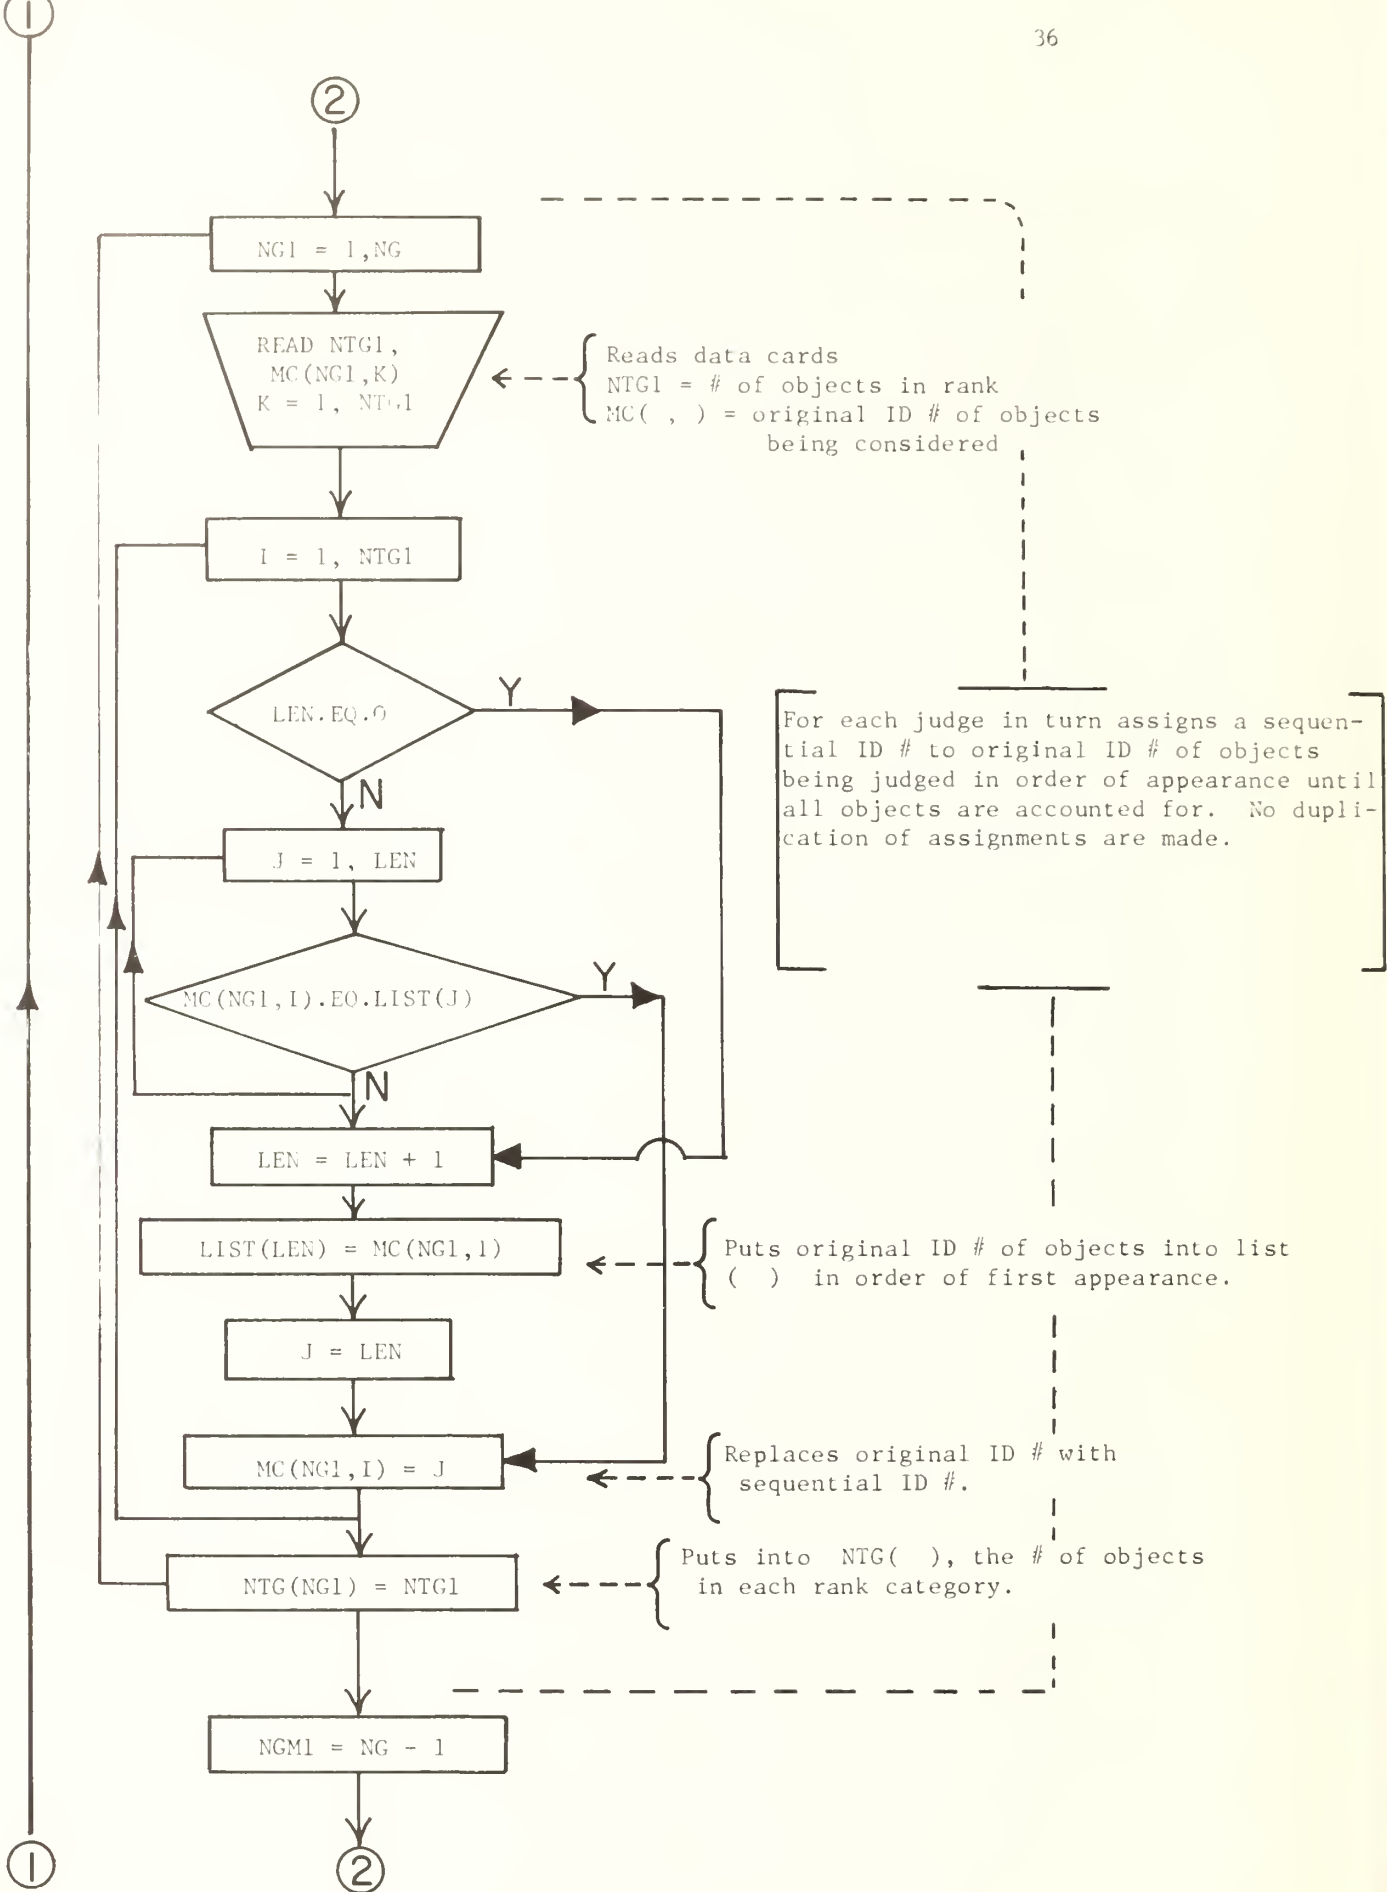 1
36
2
NG1 = 1,NG
READ NTG1,
MC(NG1,K)
K = 1, NTG1
Reads data cards
NTG1 = # of objects in rank
MC( , ) = original ID # of objects
being considered
I = 1, NTG1
LEN.EQ.0
Y
N
For each judge in turn assigns a sequen-
tial ID # to original ID # of objects
being judged in order of appearance until
all objects are accounted for. No dupli-
cation of assignments are made.
J = 1, LEN
MC(NG1,I).EQ.LIST(J)
Y
N
LEN = LEN + 1
LIST(LEN) = MC(NG1,1)
Puts original ID # of objects into list
( ) in order of first appearance.
J = LEN
MC(NG1,I) = J
Replaces original ID # with
sequential ID #.
NTG(NG1) = NTG1
Puts into NTG( ), the # of objects
in each rank category.
NGM1 = NG - 1
1
2